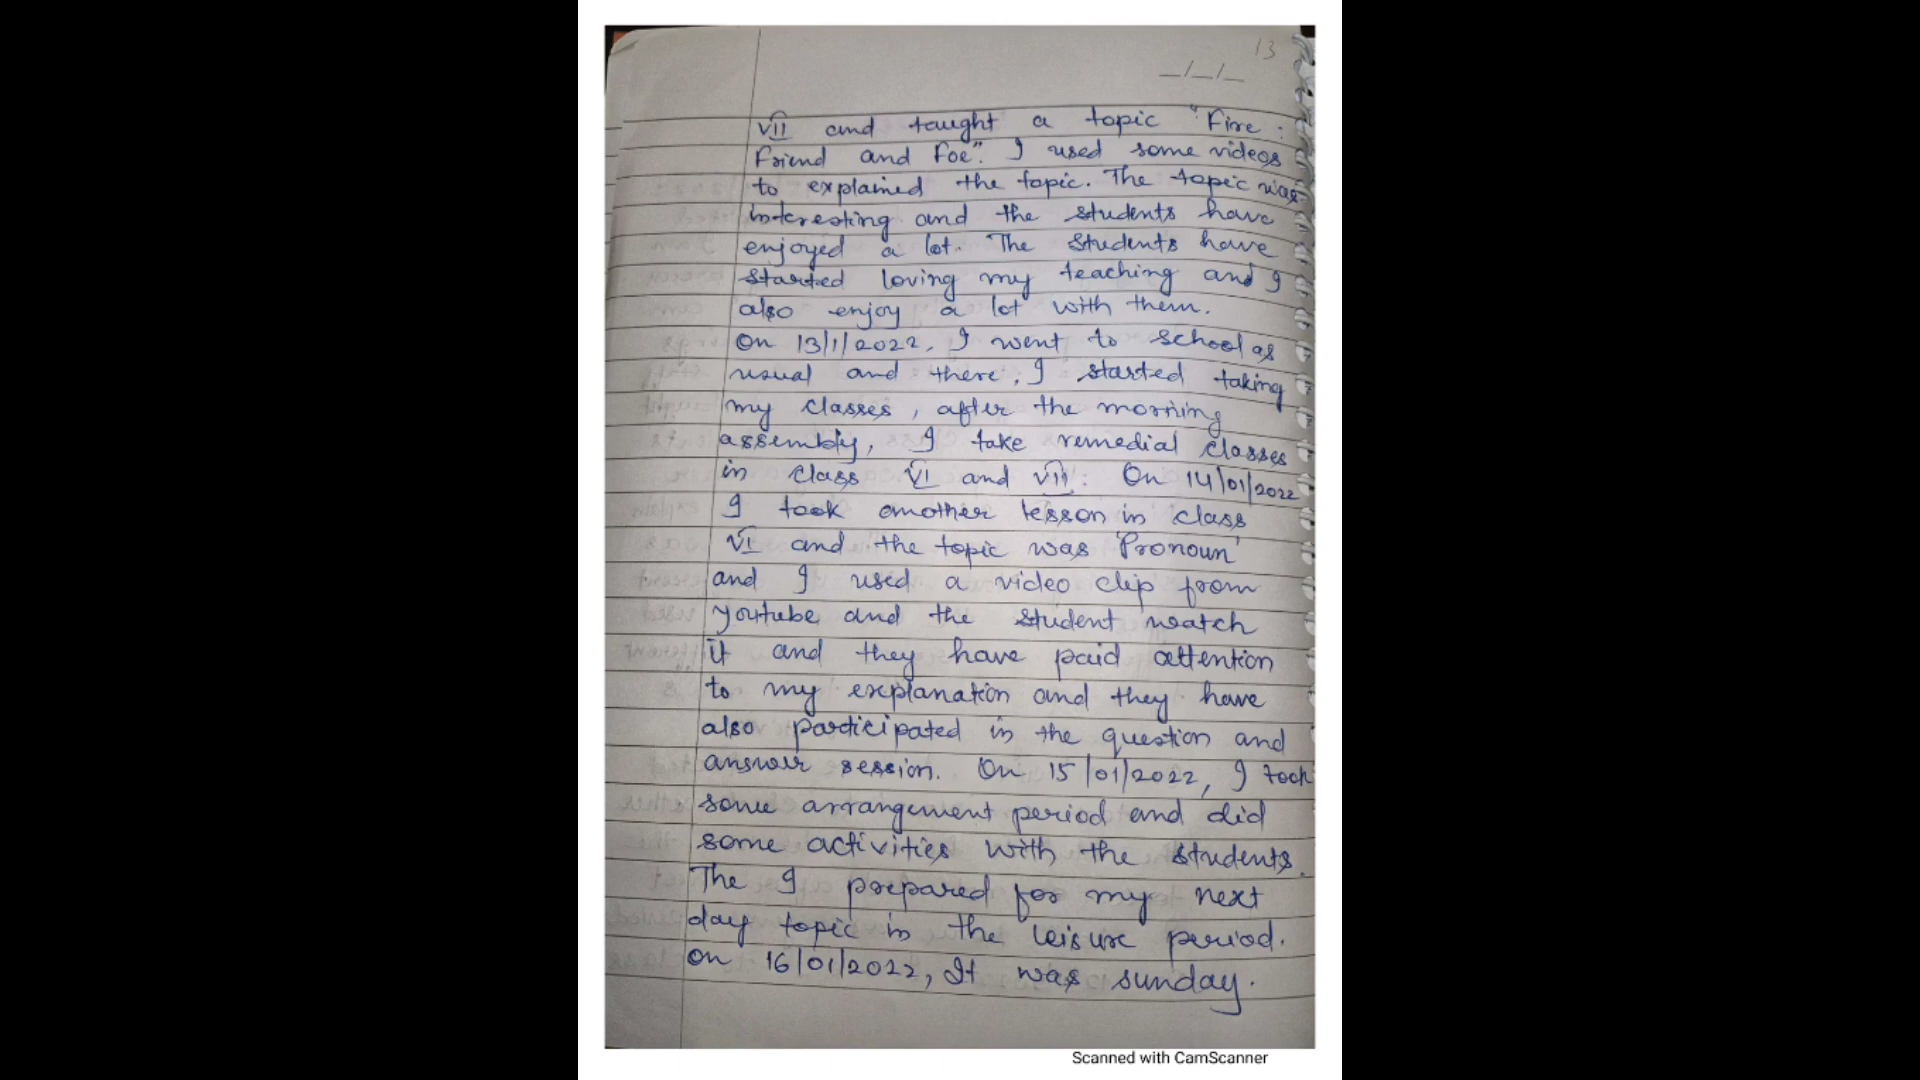 13
_/_/_
VII and taught a topic "Fire :
Friend and Foe". I used some videos
to explained the topic. The topic was
interesting and the students have
enjoyed a lot. The students have
started loving my teaching and I
also enjoy a lot with them.
On 13/1/2022, I went to school as
usual and there, I started taking
my classes, after the morning
assembly, I take remedial classes
in class VI and VII. On 14/01/2022
I took another lesson in class
VI and the topic was 'Pronoun'
and I used a video clip from
youtube and the student watch
it and they have paid attention
to my explanation and they have
also participated in the question and
answer session. On 15/01/2022, I took
some arrangement period and did
some activities with the students.
The I prepared for my next
day topic in the leisure period.
On 16/01/2022, It was sunday.
Scanned with CamScanner